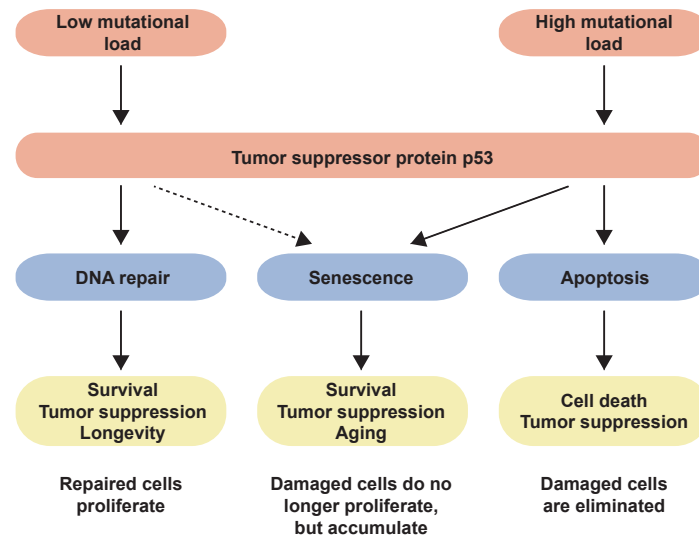 Low mutational
load
High mutational
load
Tumor suppressor protein p53
DNA repair
Senescence
Apoptosis
Survival
Tumor suppression
Longevity
Survival
Tumor suppression
Aging
Cell death
Tumor suppression
Repaired cells
proliferate
Damaged cells do no
longer proliferate,
but accumulate
Damaged cells
are eliminated